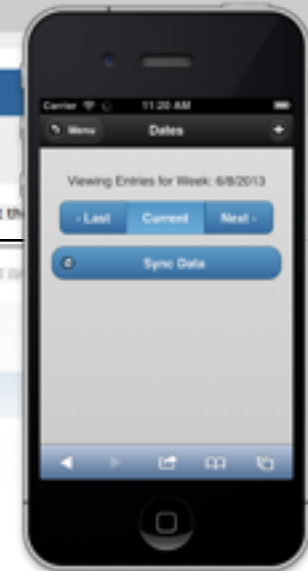 Carrier 11:20 AM
Menu Dates +
Viewing Entries for Week: 6/8/2013
‹ Last Current Next ›
Sync Data